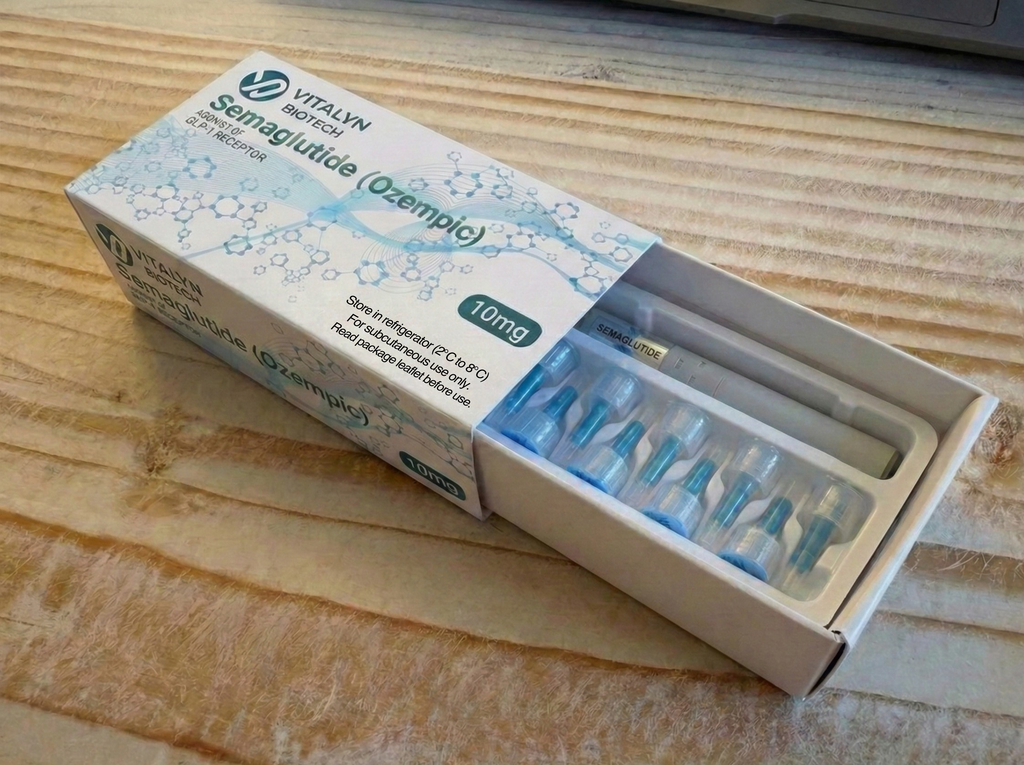 VITALYN
BIOTECH
Semaglutide (Ozempic)
AGONIST OF
GLP-1 RECEPTOR
10mg
Store in refrigerator (2°C to 8°C)
For subcutaneous use only.
Read package leaflet before use.
SEMAGLUTIDE
VITALYN
BIOTECH
Semaglutide (Ozempic)
10mg